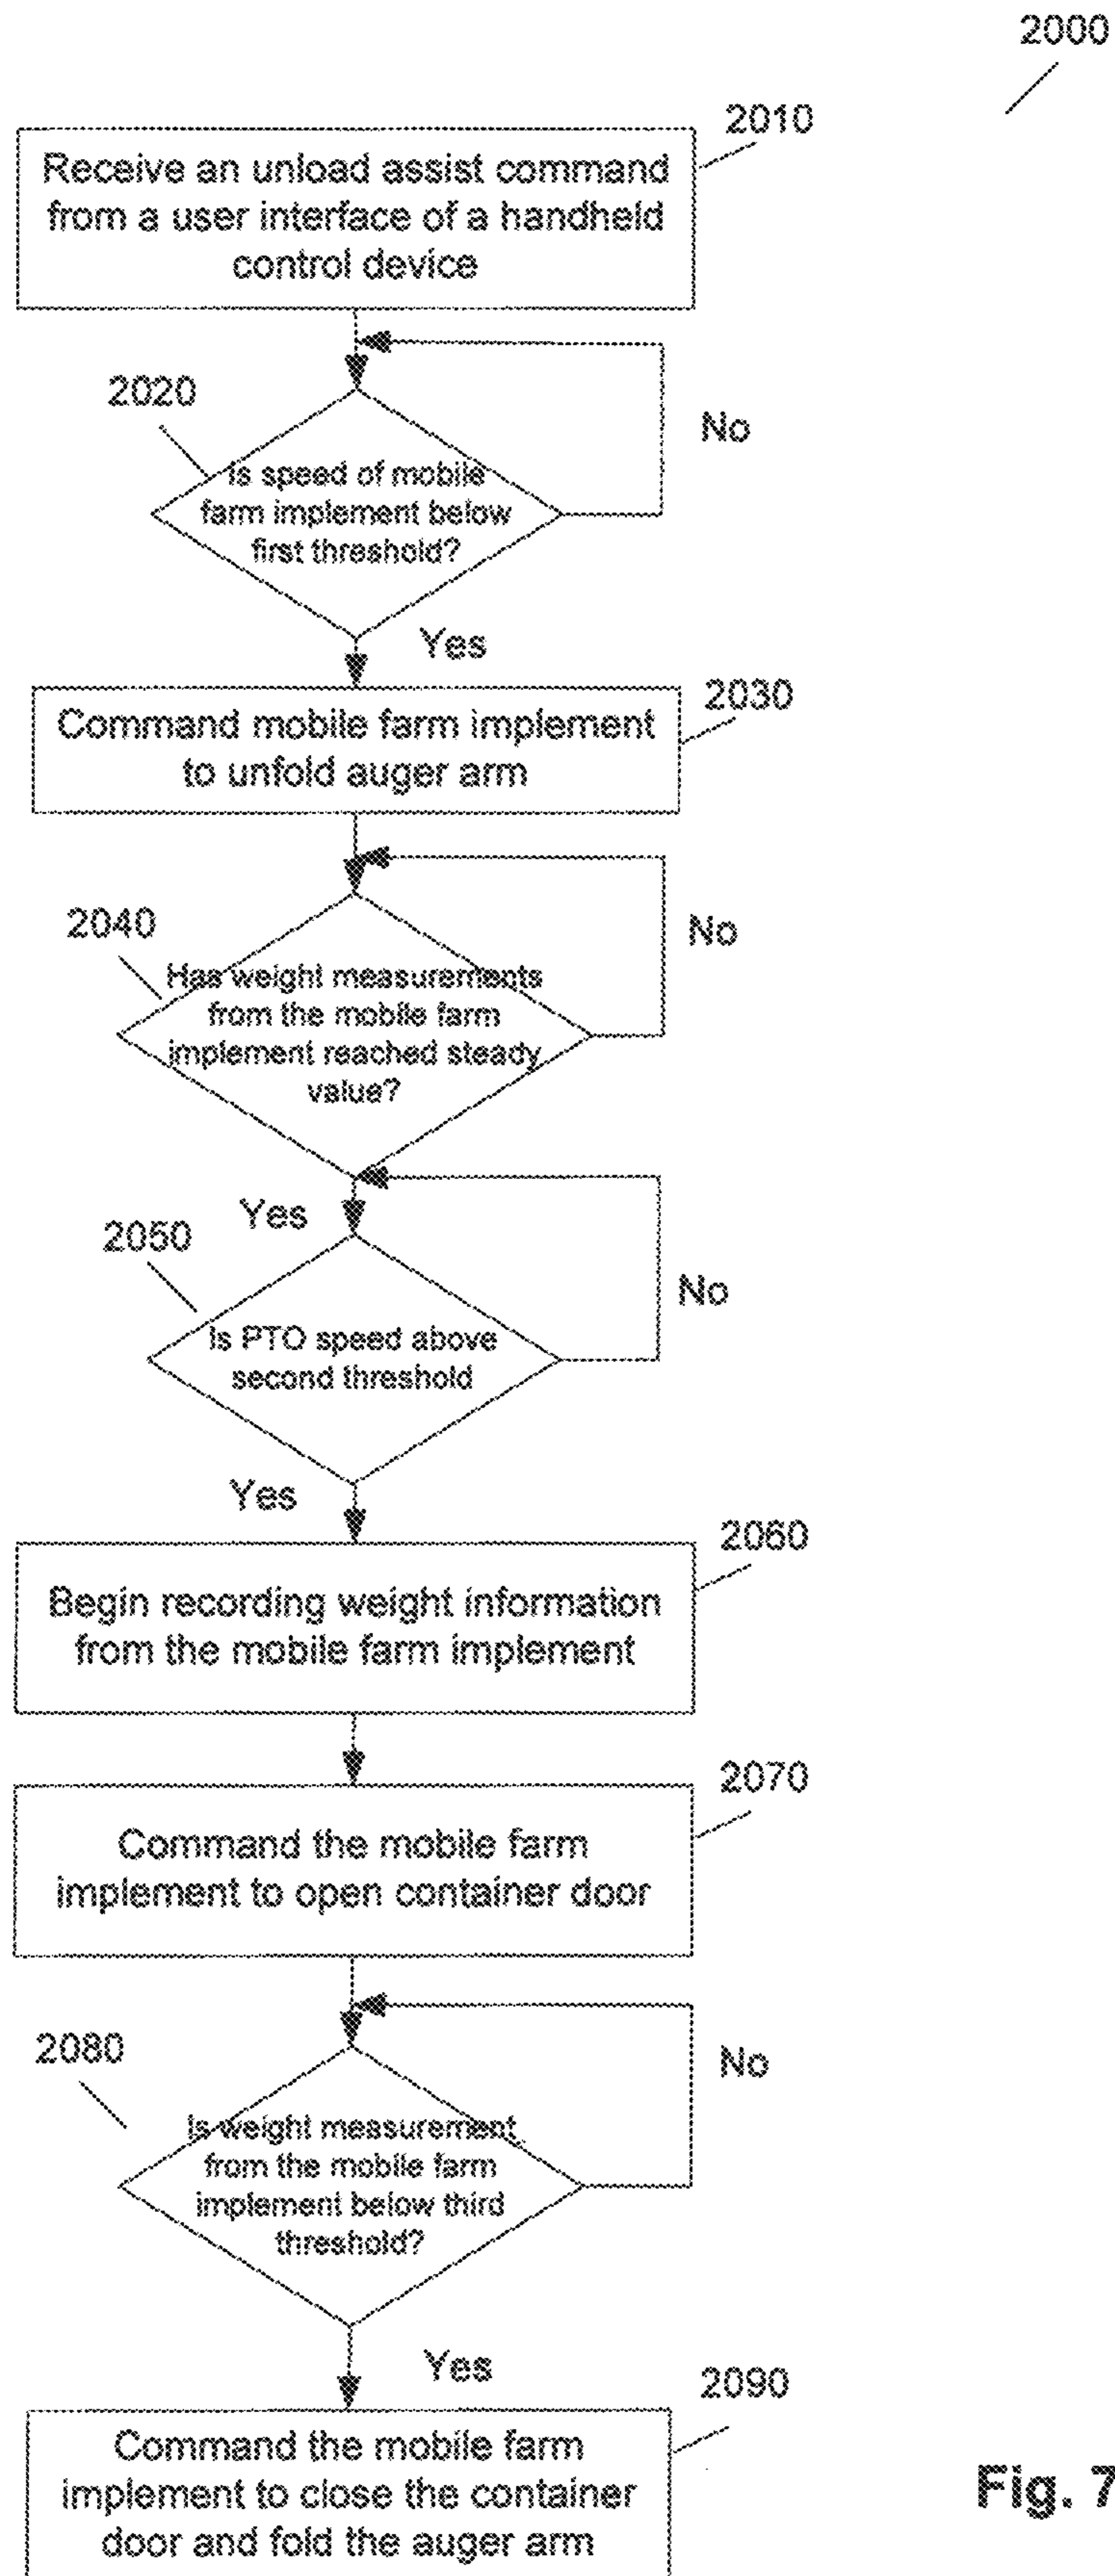 2000
2010
Receive an unload assist command
from a user interface of a handheld
control device
2020
No
Is speed of mobile
farm implement below
first threshold?
Yes
2030
Command mobile farm implement
to unfold auger arm
2040
No
Has weight measurements
from the mobile farm
implement reached steady
value?
Yes
2050
No
Is PTO speed above
second threshold
Yes
2060
Begin recording weight information
from the mobile farm implement
2070
Command the mobile farm
implement to open container door
2080
No
Is weight measurement
from the mobile farm
implement below third
threshold?
Yes
2090
Command the mobile farm
implement to close the container
door and fold the auger arm
Fig. 7